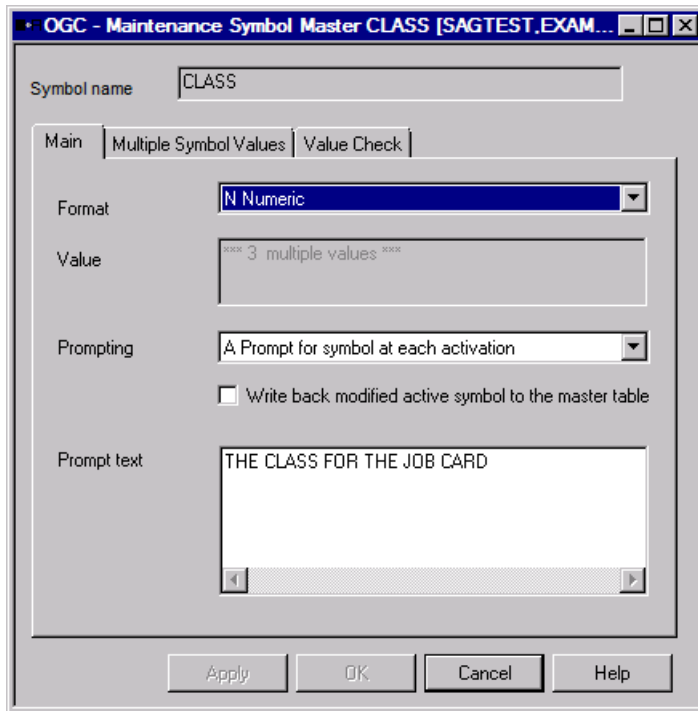 OGC - Maintenance Symbol Master CLASS [SAGTEST,EXAM...
Symbol name CLASS
Main Multiple Symbol Values Value Check
Format N Numeric
Value *** 3 multiple values ***
Prompting A Prompt for symbol at each activation
Write back modified active symbol to the master table
Prompt text THE CLASS FOR THE JOB CARD
Apply OK Cancel Help